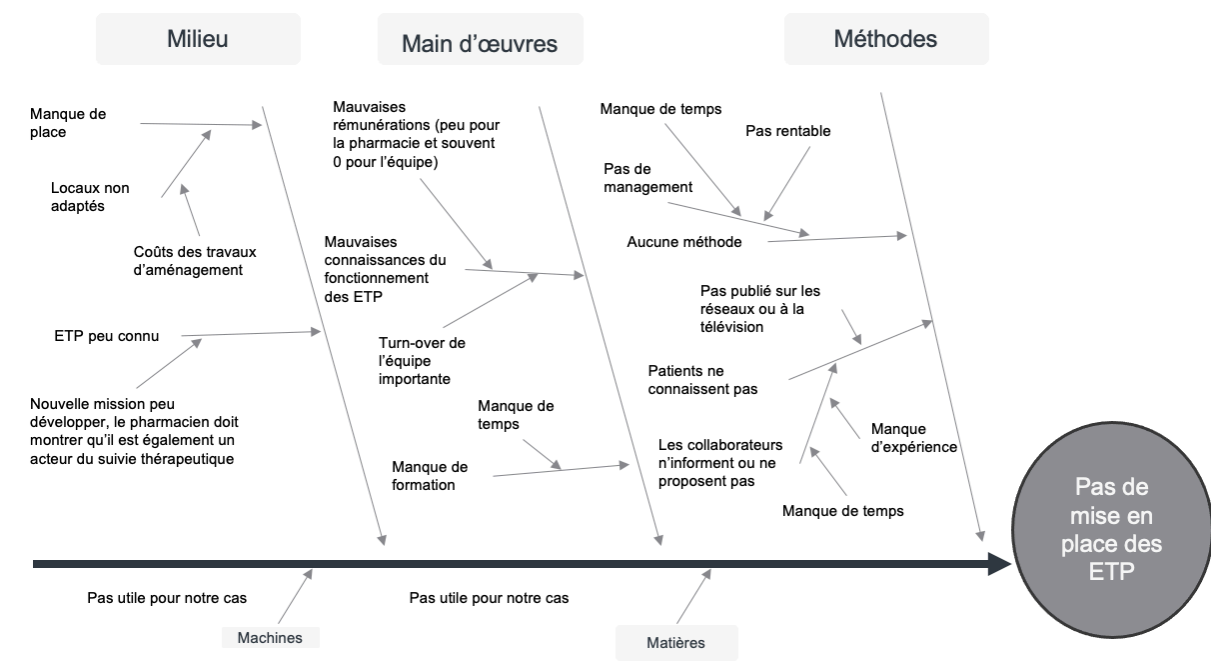 Milieu
Main d'œuvres
Méthodes
Manque de
place
Locaux non
adaptés
Coûts des travaux
d'aménagement
ETP peu connu
Nouvelle mission peu
développer, le pharmacien doit
montrer qu'il est également un
acteur du suivie thérapeutique
Mauvaises
rémunérations (peu pour
la pharmacie et souvent
0 pour l'équipe)
Mauvaises
connaissances du
fonctionnement
des ETP
Turn-over de
l'équipe
importante
Manque de
temps
Manque de
formation
Manque de temps
Pas rentable
Pas de
management
Aucune méthode
Pas publié sur les
réseaux ou à la
télévision
Patients ne
connaissent pas
Manque
d'expérience
Les collaborateurs
n'informent ou ne
proposent pas
Manque de temps
Pas de
mise en
place des
ETP
Pas utile pour notre cas
Machines
Pas utile pour notre cas
Matières